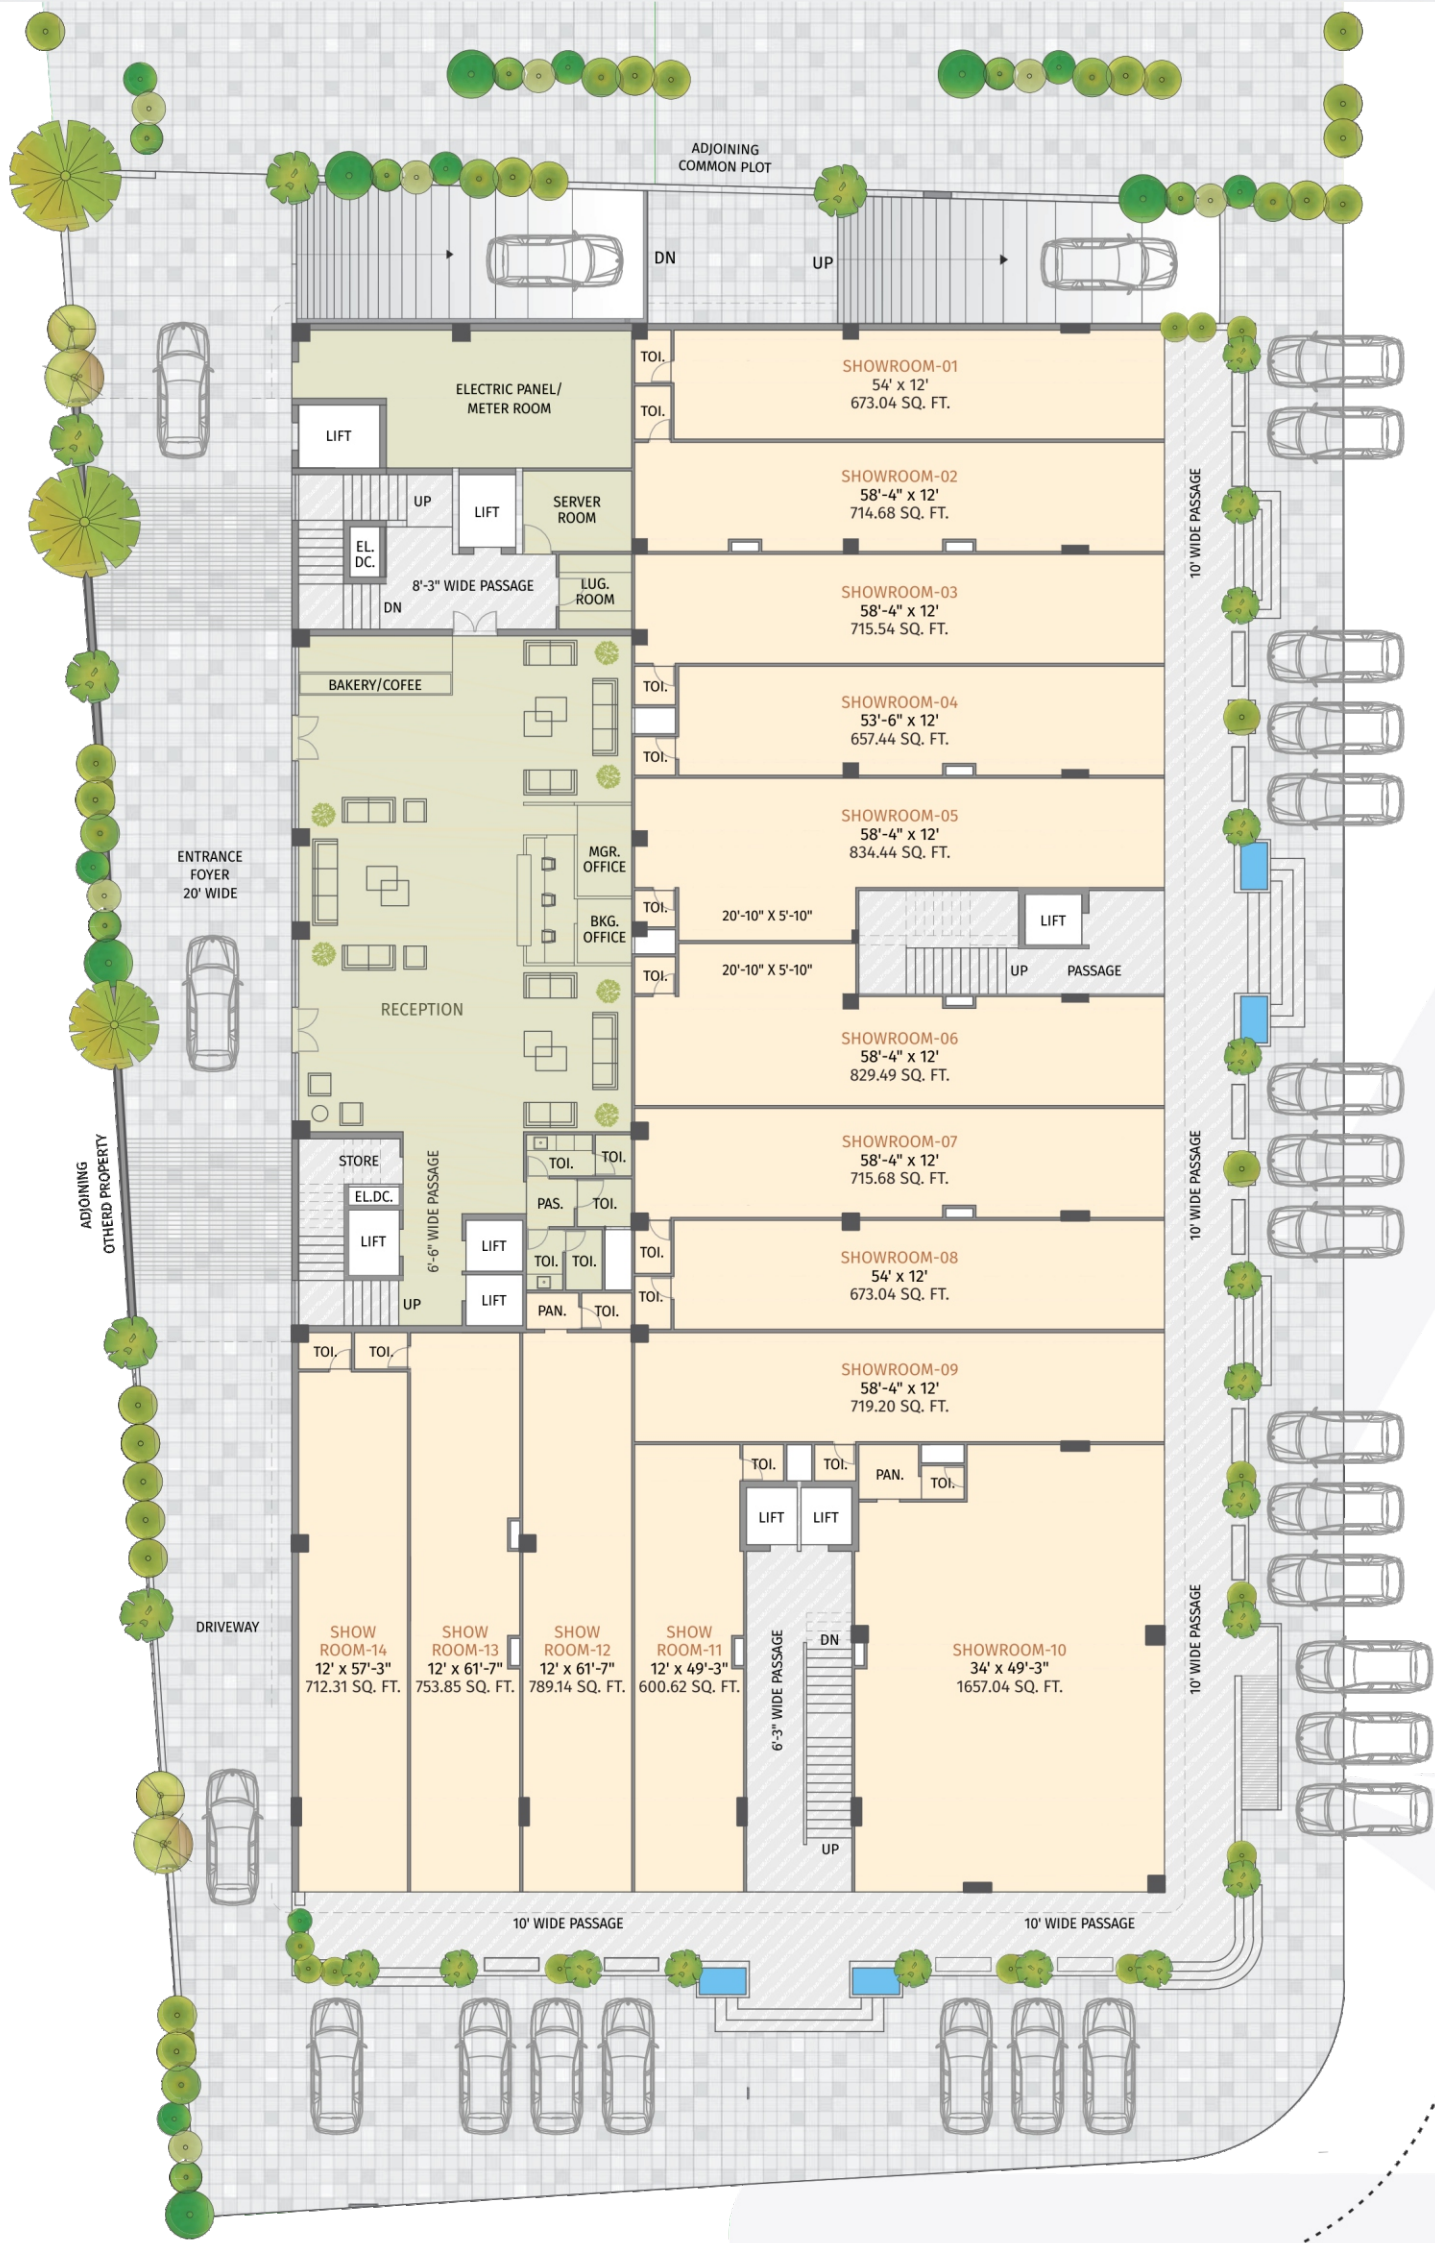 ADJOINING
COMMON PLOT
DN
UP
TOI.
SHOWROOM-01
54' x 12'
673.04 SQ. FT.
ELECTRIC PANEL/
METER ROOM
TOI.
LIFT
SHOWROOM-02
58'-4" x 12'
714.68 SQ. FT.
UP
LIFT
SERVER
ROOM
10' WIDE PASSAGE
EL.
DC.
8'-3" WIDE PASSAGE
LUG.
ROOM
DN
SHOWROOM-03
58'-4" x 12'
715.54 SQ. FT.
BAKERY/COFEE
TOI.
SHOWROOM-04
53'-6" x 12'
657.44 SQ. FT.
TOI.
SHOWROOM-05
58'-4" x 12'
834.44 SQ. FT.
ENTRANCE
FOYER
20' WIDE
MGR.
OFFICE
BKG.
OFFICE
TOI.
20'-10" X 5'-10"
LIFT
TOI.
20'-10" X 5'-10"
UP
PASSAGE
RECEPTION
SHOWROOM-06
58'-4" x 12'
829.49 SQ. FT.
ADJOINING
OTHERD PROPERTY
STORE
EL.DC.
LIFT
6'-6" WIDE PASSAGE
UP
LIFT
LIFT
TOI.
TOI.
PAS.
TOI.
TOI.
TOI.
PAN.
TOI.
SHOWROOM-07
58'-4" x 12'
715.68 SQ. FT.
10' WIDE PASSAGE
TOI.
TOI.
SHOWROOM-08
54' x 12'
673.04 SQ. FT.
TOI.
TOI.
SHOWROOM-09
58'-4" x 12'
719.20 SQ. FT.
TOI.
TOI.
PAN.
TOI.
LIFT
LIFT
DRIVEWAY
SHOW
ROOM-14
12' x 57'-3"
712.31 SQ. FT.
SHOW
ROOM-13
12' x 61'-7"
753.85 SQ. FT.
SHOW
ROOM-12
12' x 61'-7"
789.14 SQ. FT.
SHOW
ROOM-11
12' x 49'-3"
600.62 SQ. FT.
6'-3" WIDE PASSAGE
DN
UP
SHOWROOM-10
34' x 49'-3"
1657.04 SQ. FT.
10' WIDE PASSAGE
10' WIDE PASSAGE
10' WIDE PASSAGE